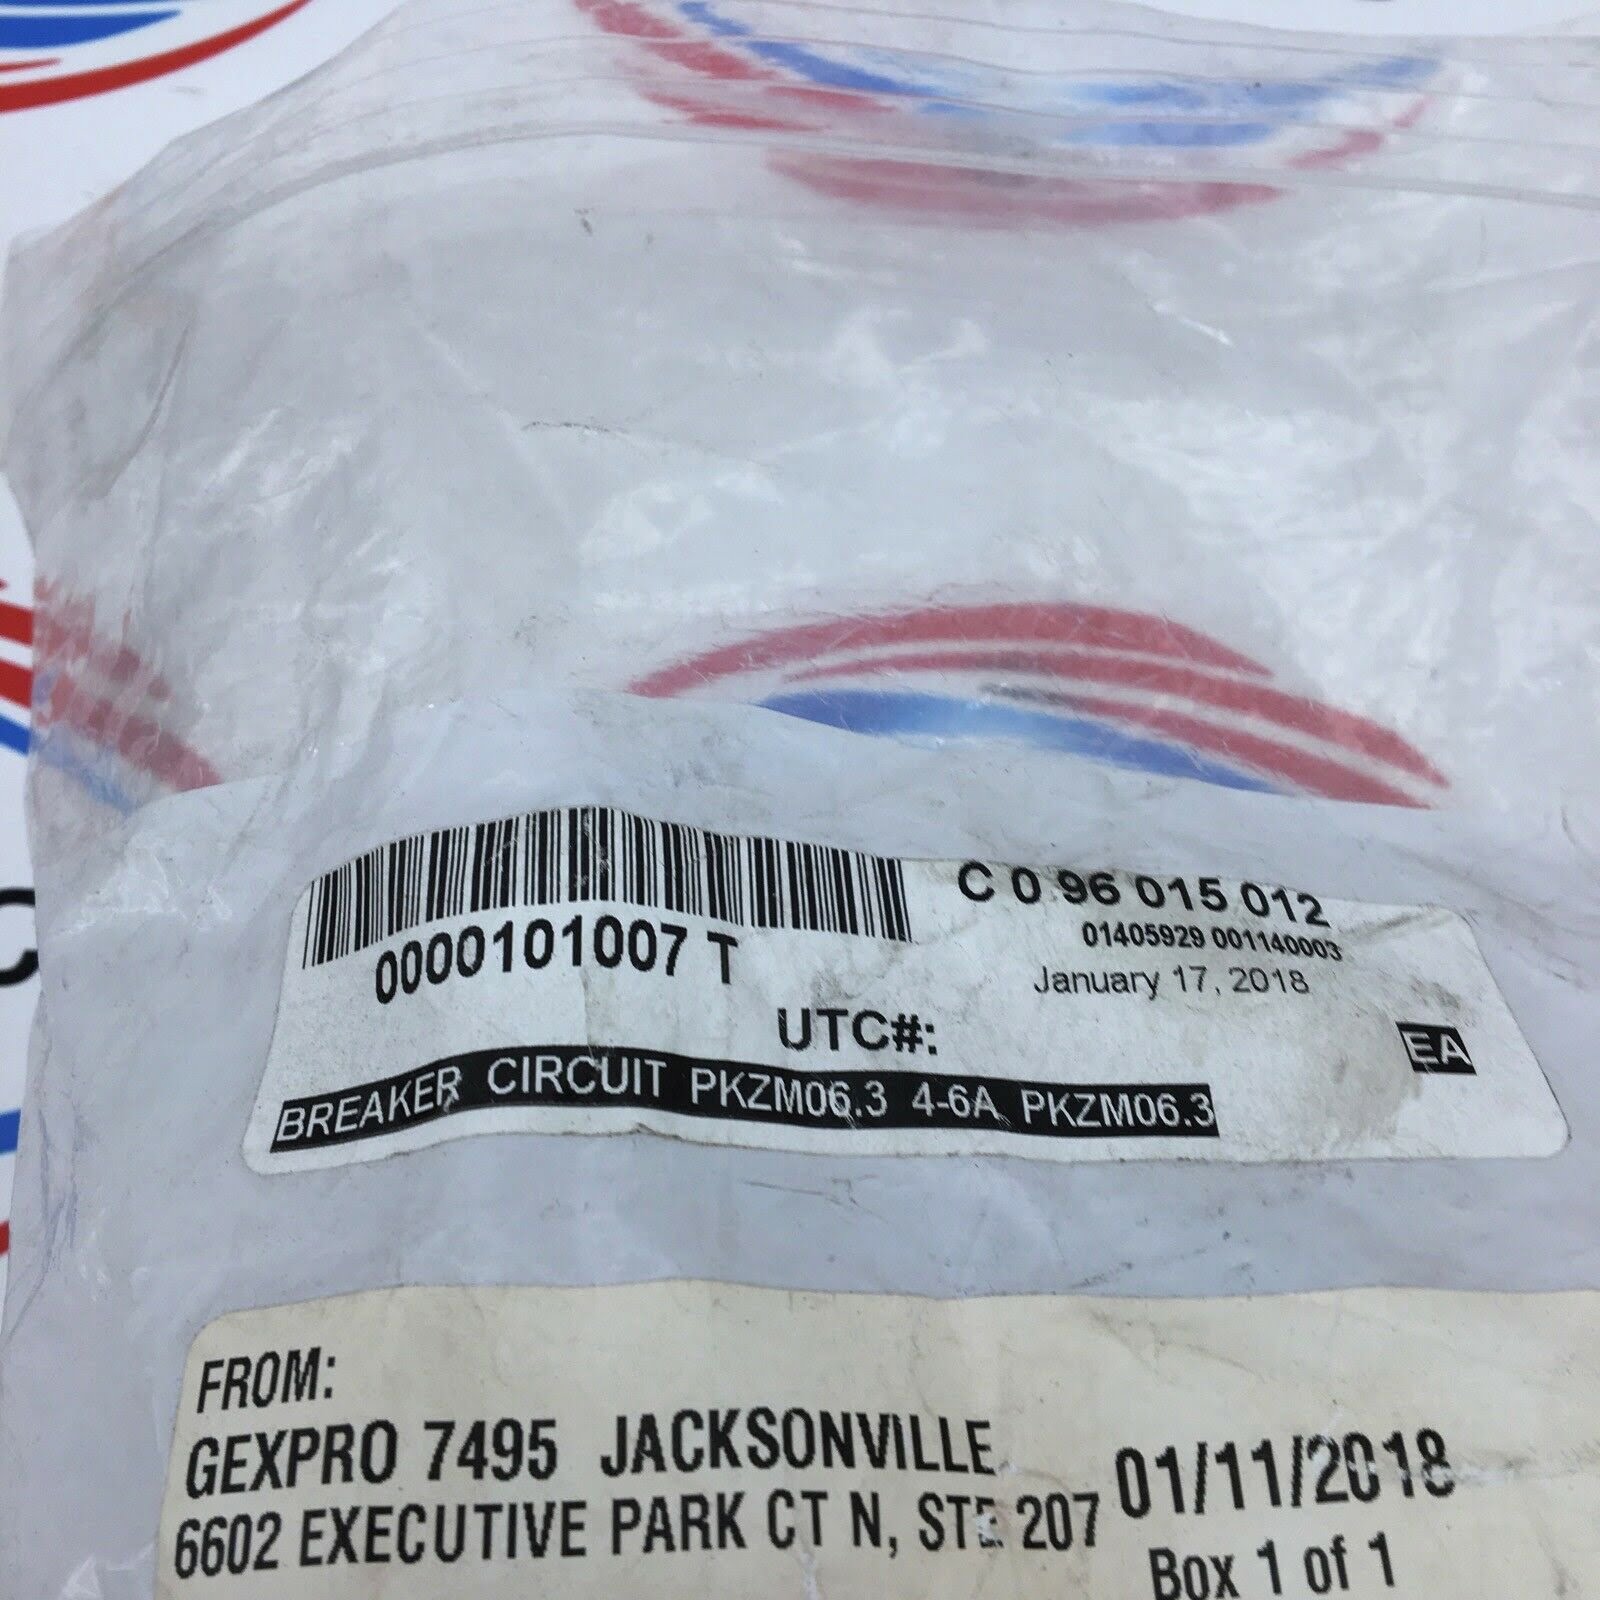 C 0 96 015 012
0000101007 T
01405929 001140003
January 17, 2018
UTC#:
EA
BREAKER CIRCUIT PKZM06.3 4-6A PKZM06.3
FROM:
GEXPRO 7495 JACKSONVILLE
01/11/2018
6602 EXECUTIVE PARK CT N, STE 207
Box 1 of 1
C